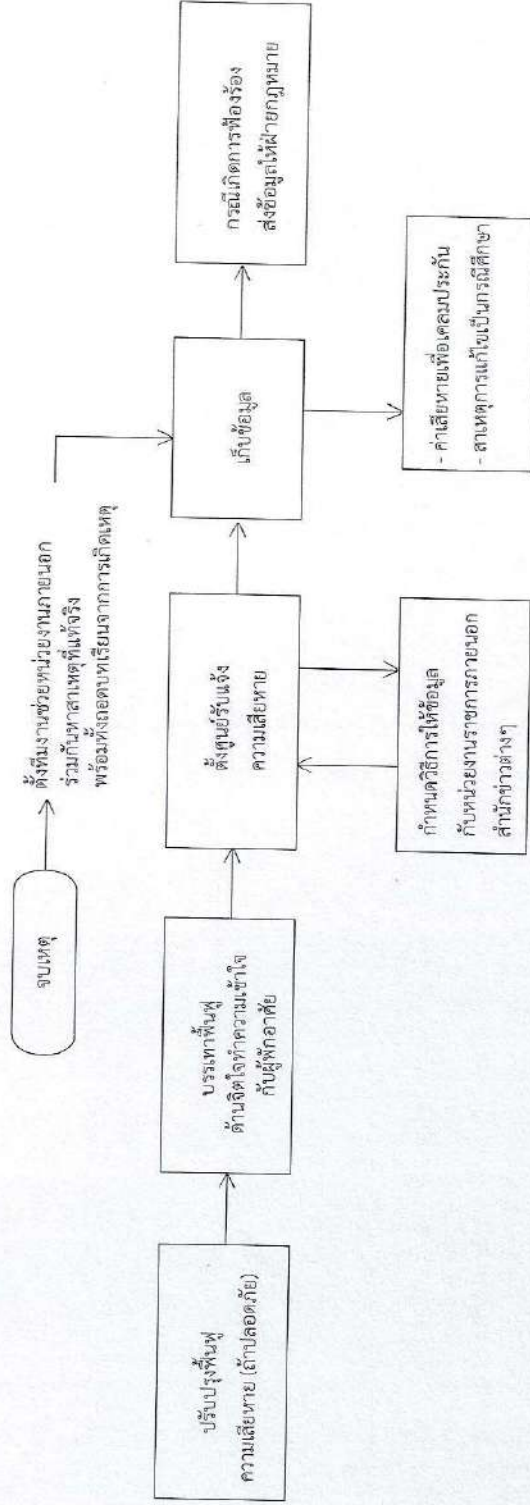 จบเหตุ
ตั้งทีมงานช่วยหน่วยงานภายนอก
ร่วมกันหาสาเหตุที่แท้จริง
พร้อมทั้งถอดบทเรียนจากการเกิดเหตุ
ปรับปรุงฟื้นฟู
ความเสียหาย (ถ้าปลอดภัย)
บรรเทาฟื้นฟู
ด้านจิตใจทำความเข้าใจ
กับผู้พักอาศัย
ตั้งศูนย์รับแจ้ง
ความเสียหาย
เก็บข้อมูล
กรณีเกิดการฟ้องร้อง
ส่งข้อมูลให้ฝ่ายกฎหมาย
กำหนดวิธีการให้ข้อมูล
กับหน่วยงานราชการภายนอก
สำนักข่าวต่างๆ
- ค่าเสียหายเพื่อเคลมประกัน
- สาเหตุการแก้ไขเป็นกรณีศึกษา